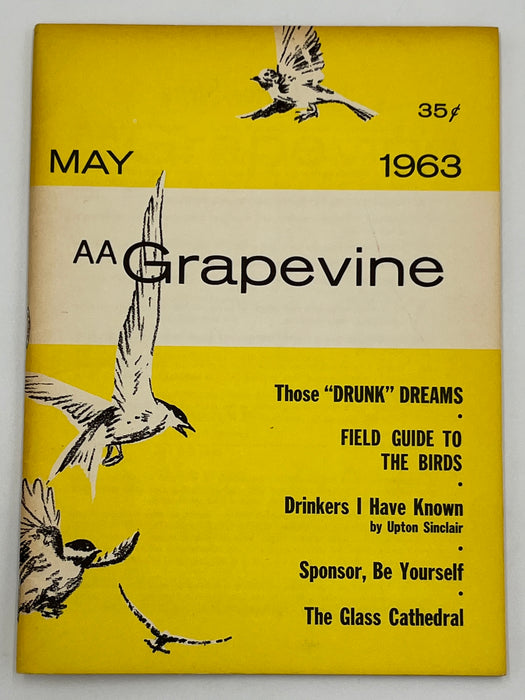 35¢
MAY 1963
AA Grapevine
Those "DRUNK" DREAMS
•
FIELD GUIDE TO
THE BIRDS
•
Drinkers I Have Known
by Upton Sinclair
•
Sponsor, Be Yourself
•
The Glass Cathedral